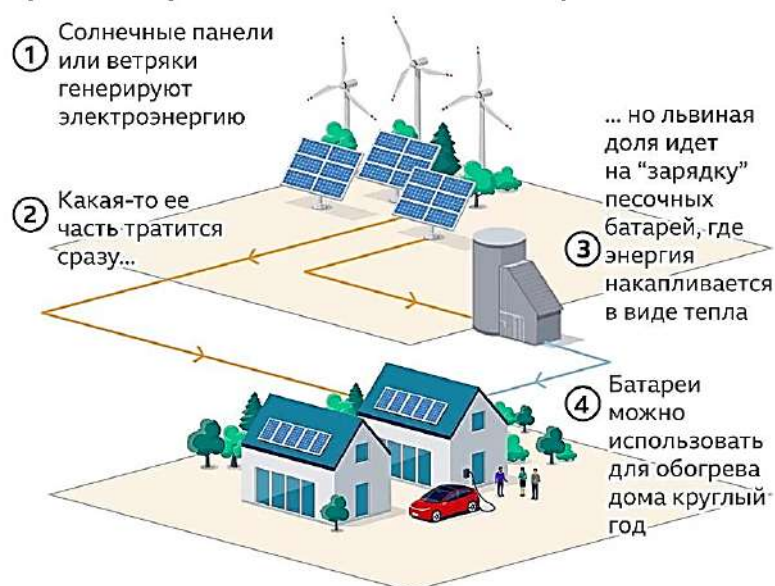 1 Солнечные панели
или ветряки
генерируют
электроэнергию
2 Какая-то ее
часть тратится
сразу...
... но львиная
доля идет
на “зарядку”
песочных
батарей, где
3 энергия
накапливается
в виде тепла
Батареи
4 можно
использовать
для обогрева
дома круглый
год